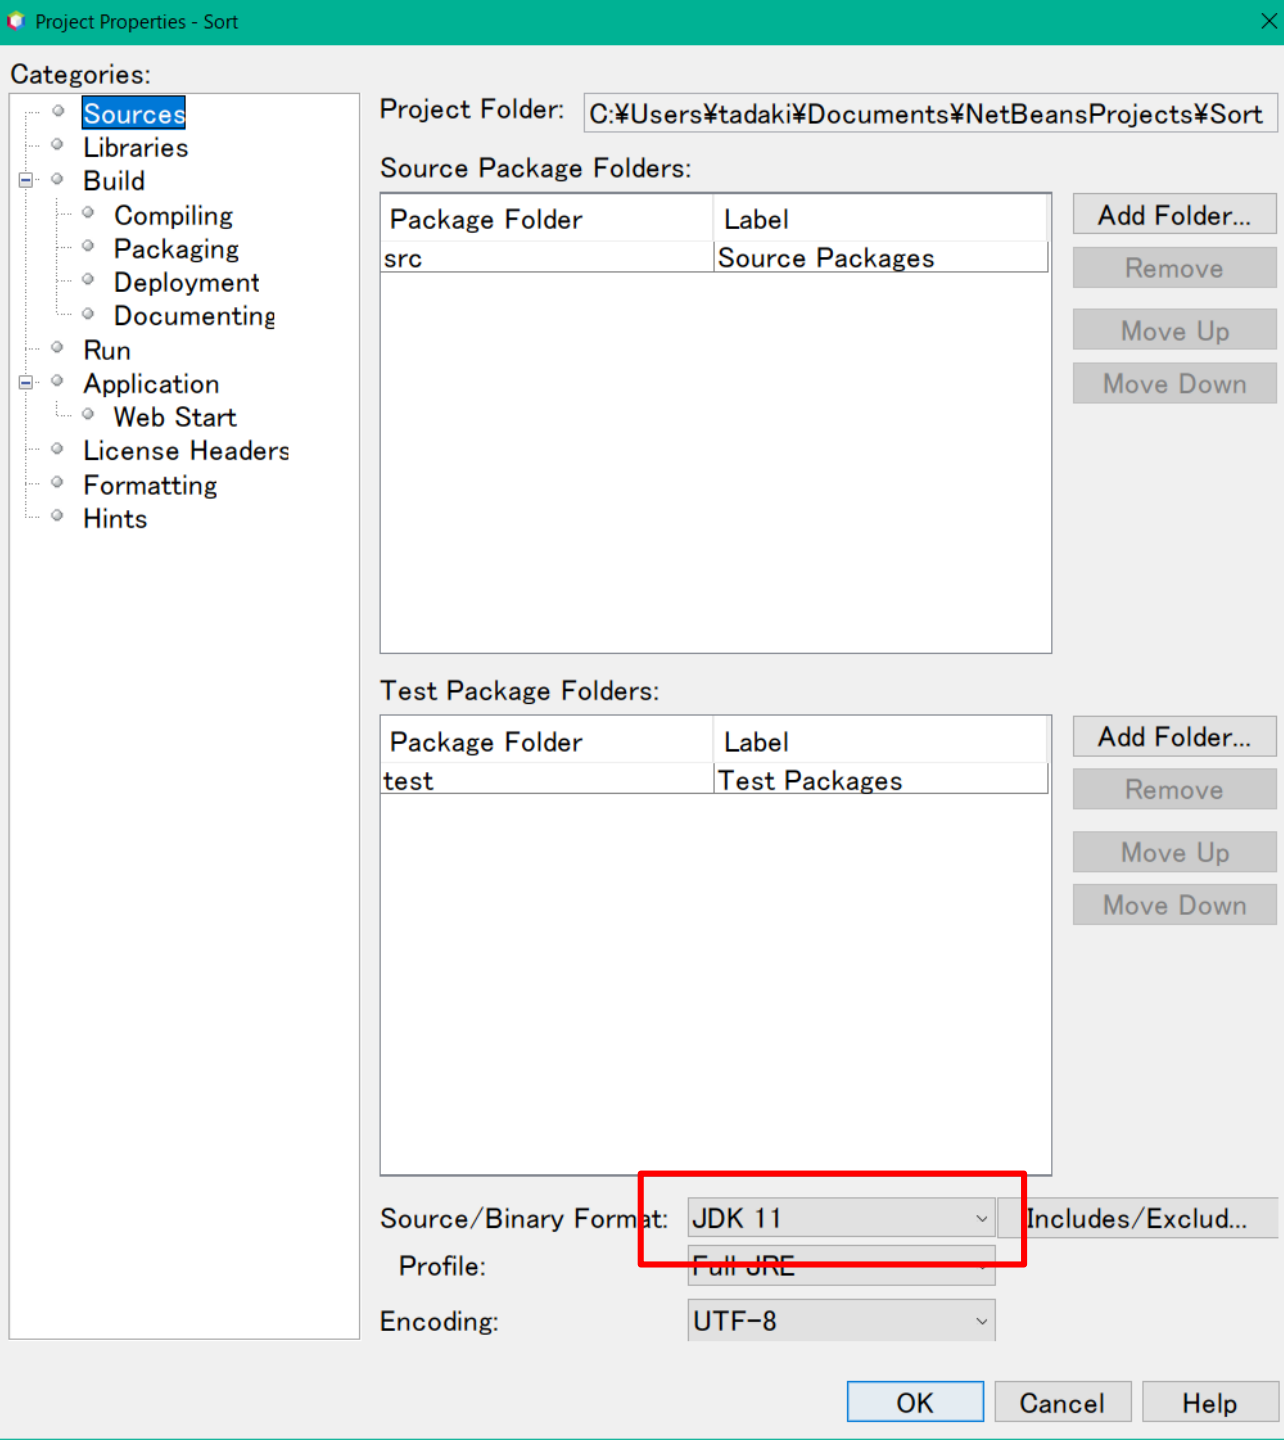 Project Properties - Sort
Categories:
Sources
Libraries
Build
Compiling
Packaging
Deployment
Documenting
Run
Application
Web Start
License Headers
Formatting
Hints
Project Folder: C:¥Users¥tadaki¥Documents¥NetBeansProjects¥Sort
Source Package Folders:
Package Folder Label
src Source Packages
Add Folder...
Remove
Move Up
Move Down
Test Package Folders:
Package Folder Label
test Test Packages
Add Folder...
Remove
Move Up
Move Down
Source/Binary Format: JDK 11 Includes/Exclud...
Profile: Full JRE
Encoding: UTF-8
OK Cancel Help